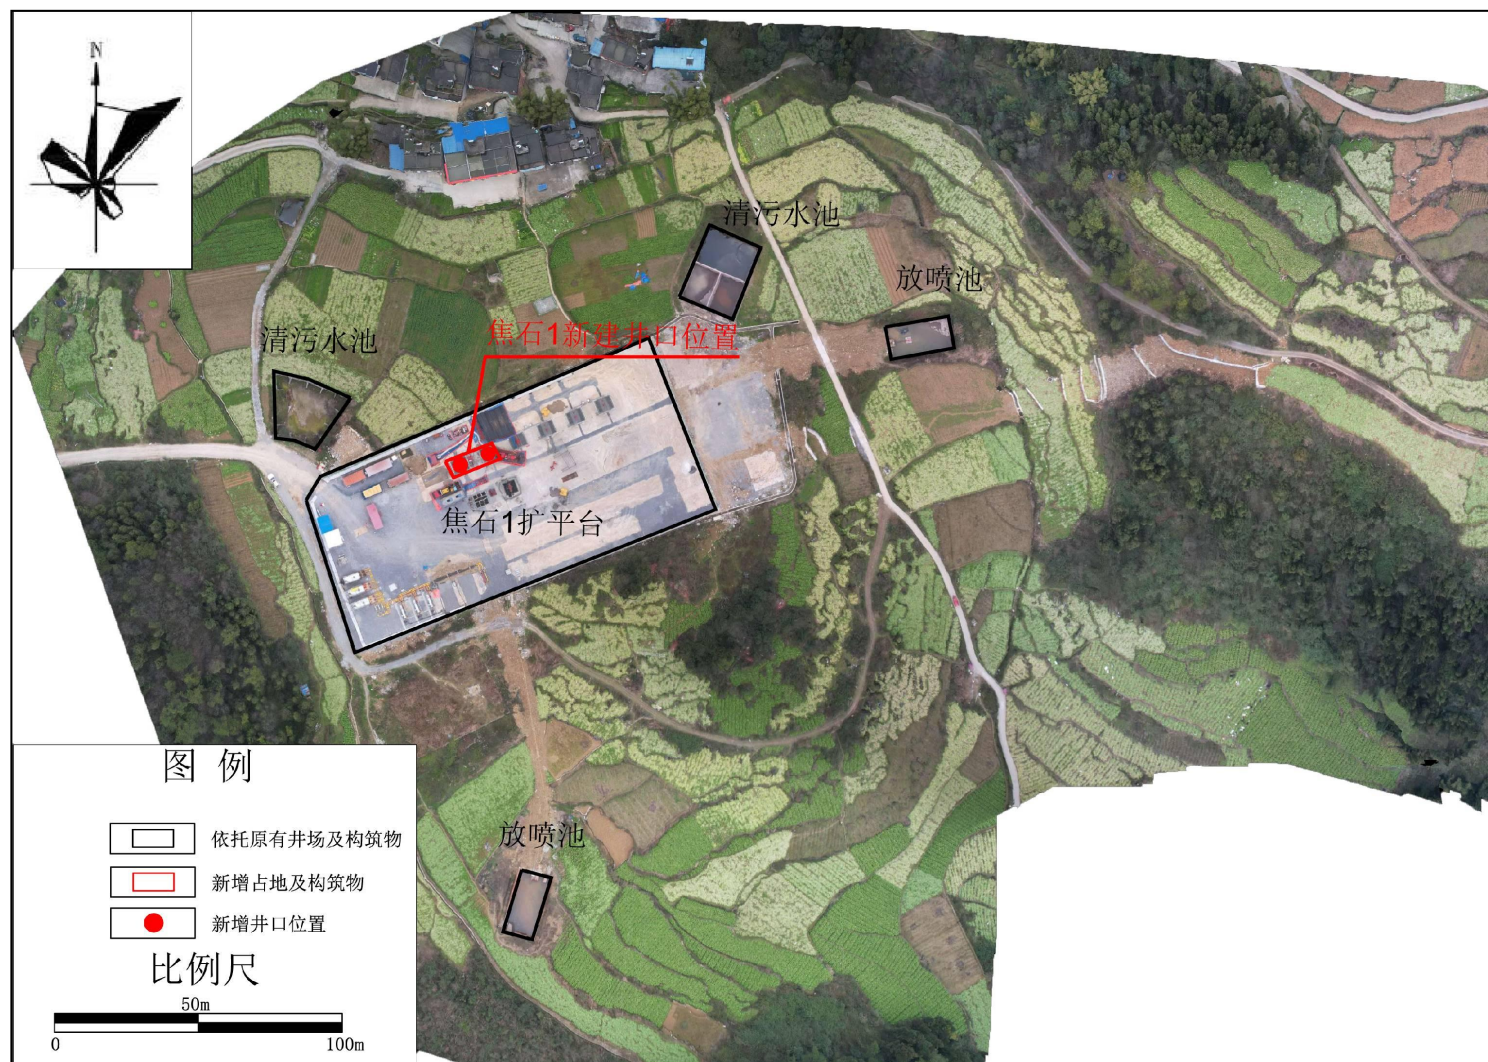 N
清污水池
放喷池
焦石1新建井口位置
清污水池
焦石1扩平台
放喷池
图 例
依托原有井场及构筑物
新增占地及构筑物
新增井口位置
比例尺
50m
0
100m